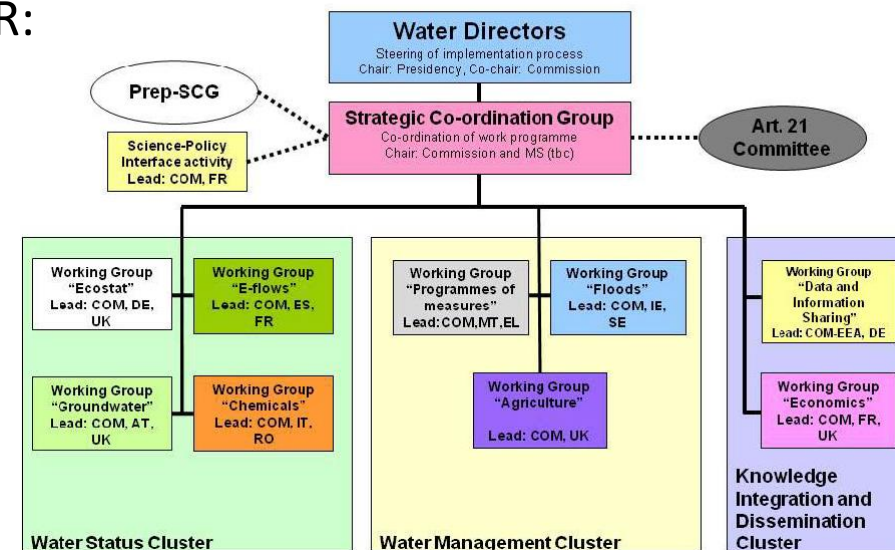 R:
Water Directors
Steering of implementation process
Chair: Presidency, Co-chair: Commission
Prep-SCG
Strategic Co-ordination Group
Co-ordination of work programme
Chair: Commission and MS (tbc)
Art. 21
Committee
Science-Policy
Interface activity
Lead: COM, FR
Working Group
“Ecostat”
Lead: COM, DE,
UK
Working Group
“E-flows”
Lead: COM, ES,
FR
Working Group
“Groundwater”
Lead: COM, AT,
UK
Working Group
“Chemicals”
Lead: COM, IT,
RO
Water Status Cluster
Working Group
“Programmes of
measures”
Lead:COM,MT,EL
Working Group
“Floods”
Lead: COM, IE,
SE
Working Group
“Agriculture”
Lead: COM, UK
Water Management Cluster
Working Group
“Data and
Information
Sharing”
Lead: COM-EEA, DE
Working Group
“Economics”
Lead: COM, FR,
UK
Knowledge
Integration and
Dissemination
Cluster